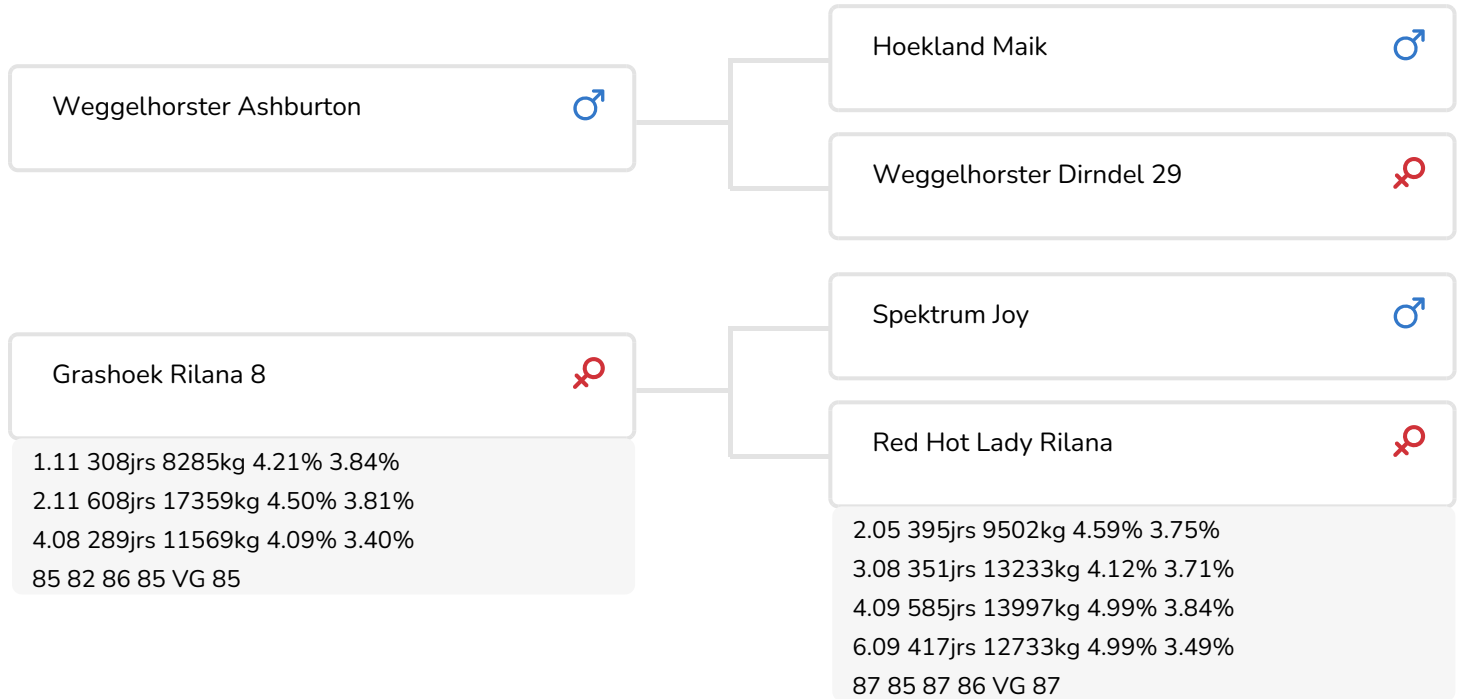 Weggelhorster Ashburton
Hoekland Maik
Weggelhorster Dirndel 29
Grashoek Rilana 8
1.11 308jrs 8285kg 4.21% 3.84%
2.11 608jrs 17359kg 4.50% 3.81%
4.08 289jrs 11569kg 4.09% 3.40%
85 82 86 85 VG 85
Spektrum Joy
Red Hot Lady Rilana
2.05 395jrs 9502kg 4.59% 3.75%
3.08 351jrs 13233kg 4.12% 3.71%
4.09 585jrs 13997kg 4.99% 3.84%
6.09 417jrs 12733kg 4.99% 3.49%
87 85 87 86 VG 87